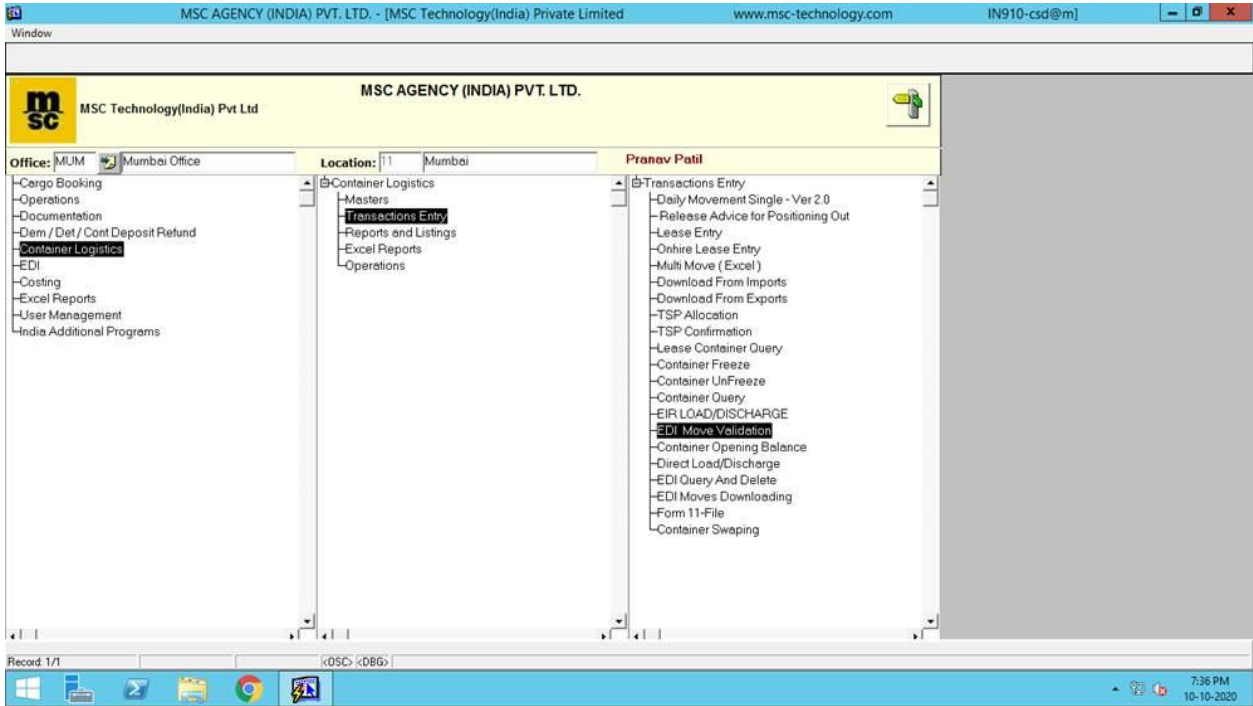 MSC AGENCY (INDIA) PVT. LTD. - [MSC Technology(India) Private Limited www.msc-technology.com IN910-csd@m]
Window
MSC AGENCY (INDIA) PVT. LTD.
msc
MSC Technology(India) Pvt Ltd
Office: MUM Mumbai Office Location: 11 Mumbai Pranav Patil
Cargo Booking
Operations
Documentation
Dem / Det / Cont Deposit Refund
Container Logistics
EDI
Costing
Excel Reports
User Management
India Additional Programs
Container Logistics
Masters
Transactions Entry
Reports and Listings
Excel Reports
Operations
Transactions Entry
Daily Movement Single - Ver 2.0
Release Advice for Positioning Out
Lease Entry
Onhire Lease Entry
Multi Move ( Excel )
Download From Imports
Download From Exports
TSP Allocation
TSP Confirmation
Lease Container Query
Container Freeze
Container UnFreeze
Container Query
EIR LOAD/DISCHARGE
EDI Move Validation
Container Opening Balance
Direct Load/Discharge
EDI Query And Delete
EDI Moves Downloading
Form 11-File
Container Swaping
Record: 1/1 <OSC> <DBG>
7:36 PM
10-10-2020